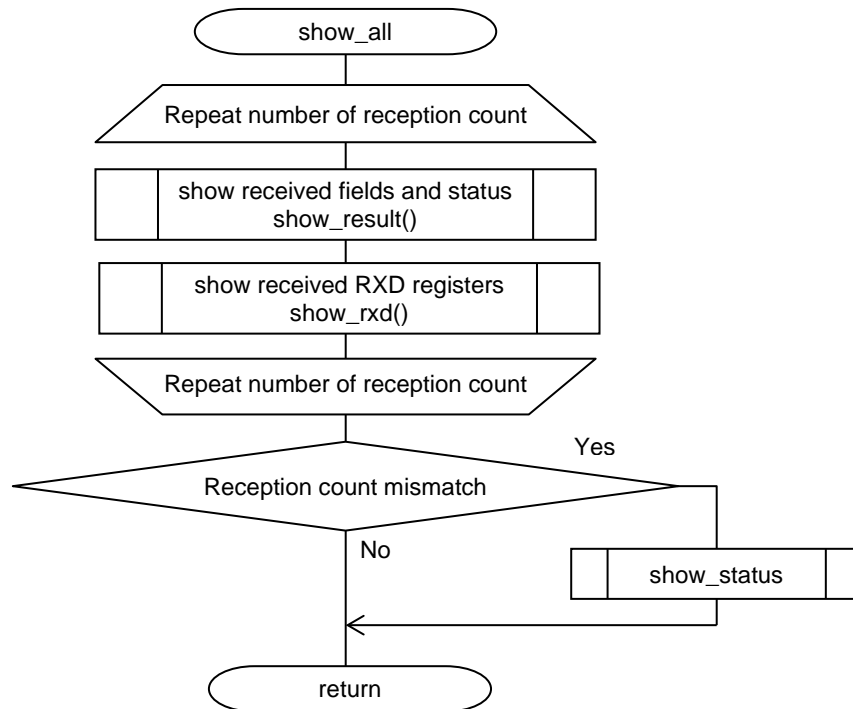 show_all
Repeat number of reception count
show received fields and status
show_result()
show received RXD registers
show_rxd()
Repeat number of reception count
Yes
Reception count mismatch
No
show_status
return